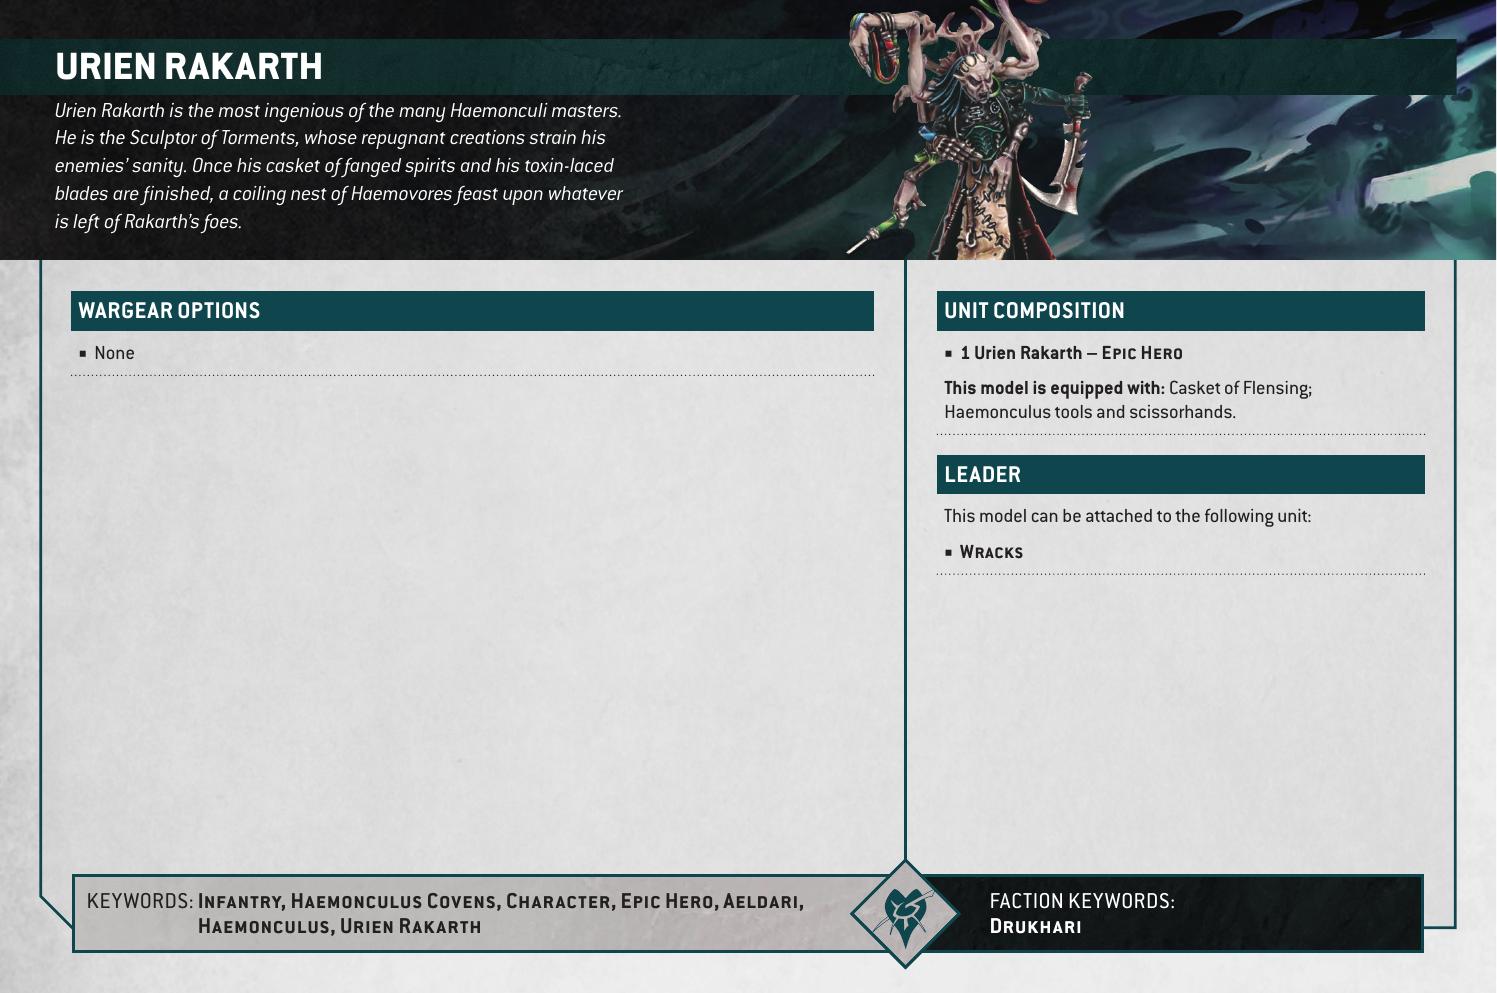 URIEN RAKARTH
Urien Rakarth is the most ingenious of the many Haemonculi masters.
He is the Sculptor of Torments, whose repugnant creations strain his
enemies’ sanity. Once his casket of fanged spirits and his toxin-laced
blades are finished, a coiling nest of Haemovores feast upon whatever
is left of Rakarth’s foes.
WARGEAR OPTIONS
▪ None
UNIT COMPOSITION
▪ 1 Urien Rakarth – Epic Hero
This model is equipped with: Casket of Flensing;
Haemonculus tools and scissorhands.
LEADER
This model can be attached to the following unit:
▪ Wracks
KEYWORDS: Infantry, Haemonculus Covens, Character, Epic Hero, Aeldari,
Haemonculus, Urien Rakarth
FACTION KEYWORDS:
Drukhari